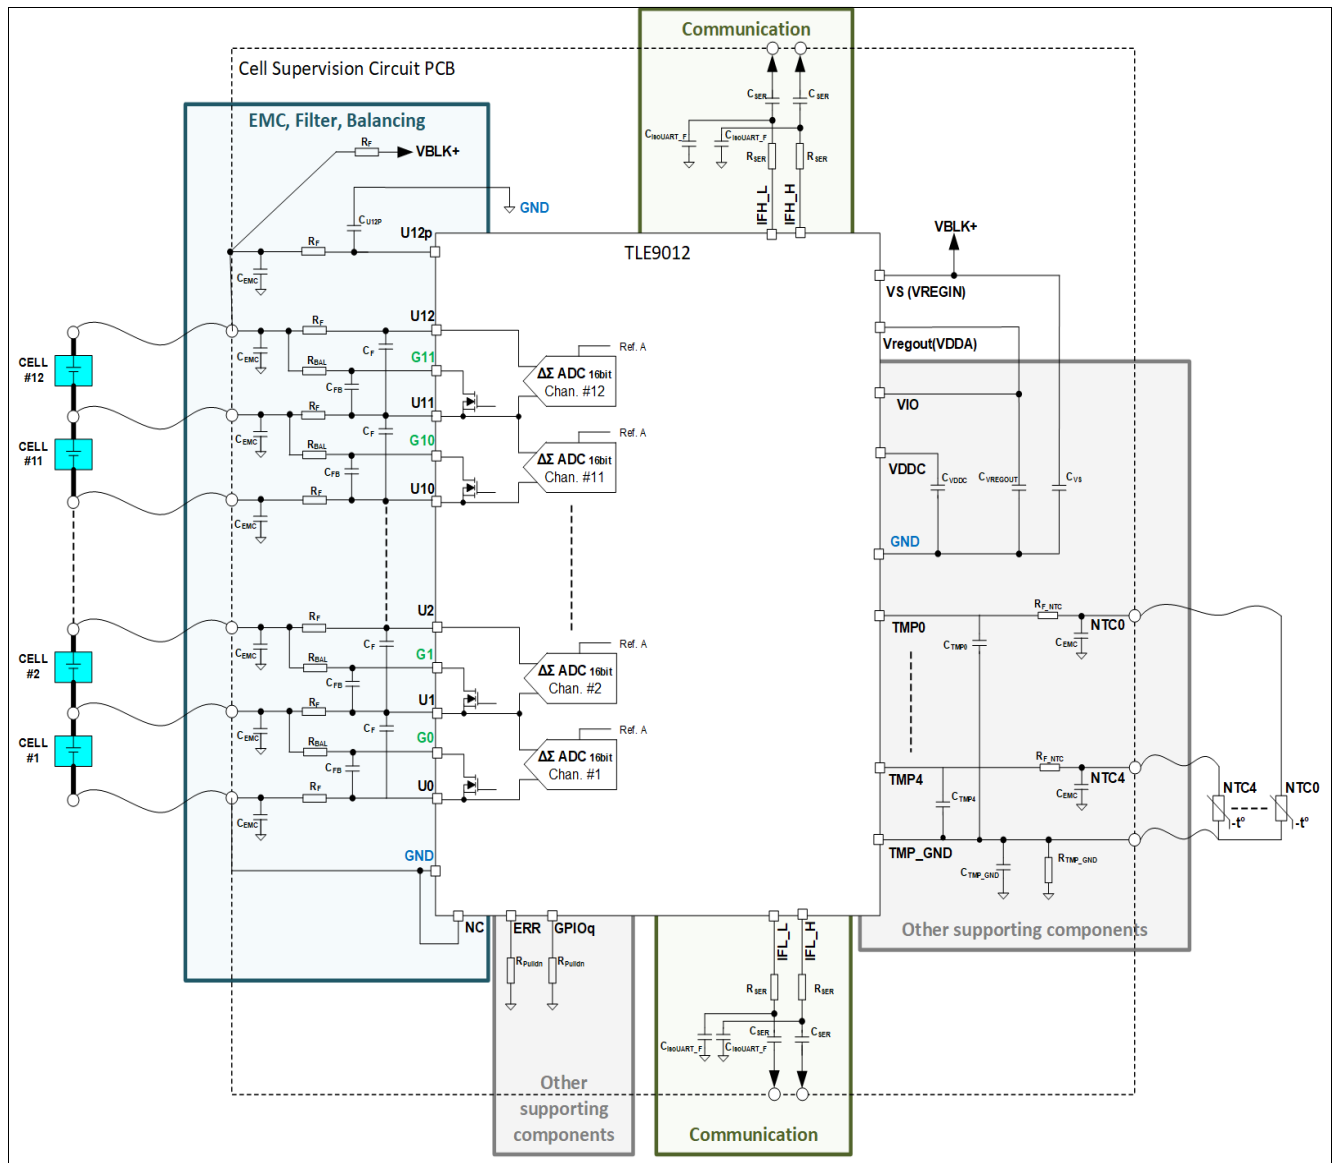 Communication
Cell Supervision Circuit PCB
EMC, Filter, Balancing
RF
VBLK+
CU12P
GND
U12p
RF
CEMC
CSER
CSER
CIsoUART_F
CIsoUART_F
RSER
RSER
IFH_L
IFH_H
TLE9012
VBLK+
VS (VREGIN)
Vregout(VDDA)
VIO
VDDC
CVDDC
CVREGOUT
CVS
GND
U12
RF
CEMC
CF
RBAL
G11
CFB
CELL
#12
Ref. A
ΔΣ ADC 16bit
Chan. #12
U11
RF
CEMC
CF
RBAL
G10
CFB
CELL
#11
Ref. A
ΔΣ ADC 16bit
Chan. #11
U10
RF
CEMC
U2
RF
CEMC
CF
RBAL
G1
CFB
CELL
#2
Ref. A
ΔΣ ADC 16bit
Chan. #2
U1
RF
CEMC
CF
RBAL
G0
CFB
CELL
#1
Ref. A
ΔΣ ADC 16bit
Chan. #1
U0
RF
CEMC
GND
NC
TMP0
CTMP0
RF_NTC
CEMC
NTC0
TMP4
CTMP4
RF_NTC
CEMC
NTC4
NTC4
NTC0
-t°
-t°
TMP_GND
CTMP_GND
RTMP_GND
Other supporting components
ERR
GPIOq
RPulldn
RPulldn
Other
supporting
components
IFL_L
IFL_H
RSER
RSER
CSER
CSER
CIsoUART_F
CIsoUART_F
Communication